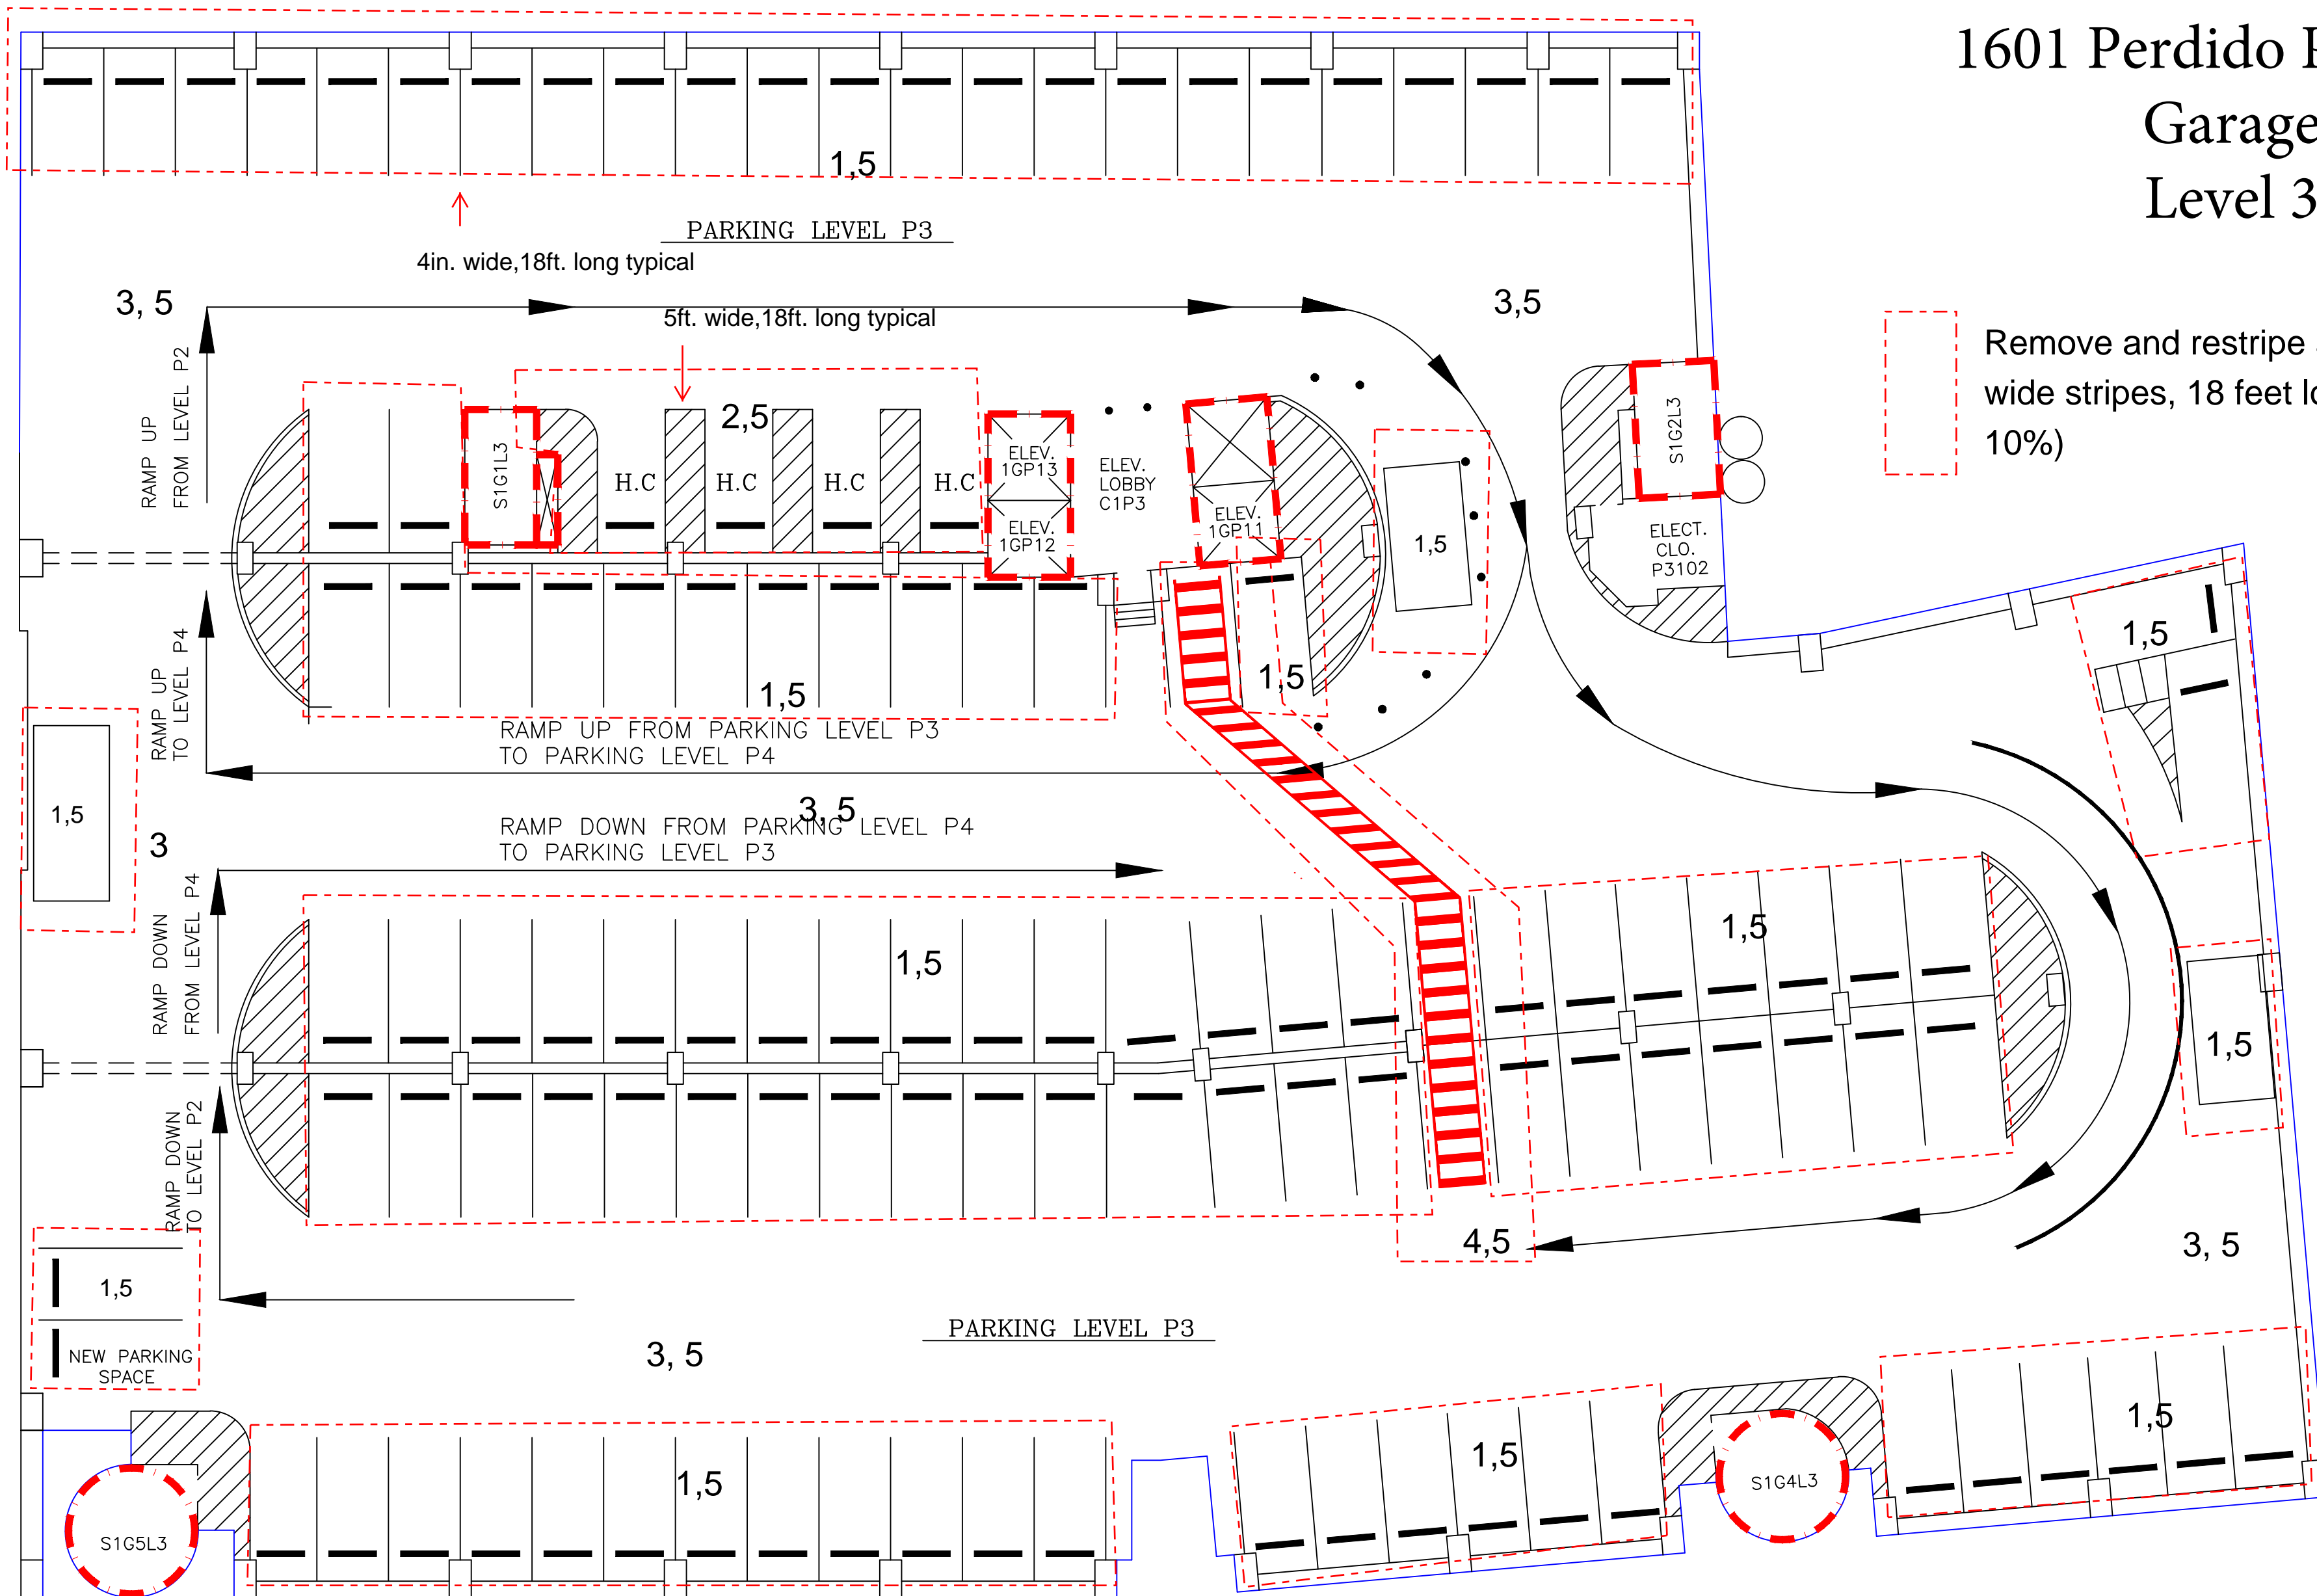 1601 Perdido
Garage
Level 3
1,5
PARKING LEVEL P3
4in. wide,18ft. long typical
3, 5
5ft. wide,18ft. long typical
3,5
Remove and restripe
wide stripes, 18 feet
10%)
RAMP UP
FROM LEVEL P2
2,5
S1G1L3
H.C
H.C
H.C
H.C
ELEV.
1GP13
ELEV.
1GP12
ELEV.
LOBBY
C1P3
ELEV.
1GP11
1,5
S1G2L3
ELECT.
CLO.
P3102
1,5
RAMP UP
TO LEVEL P4
1,5
1,5
RAMP UP FROM PARKING LEVEL P3
TO PARKING LEVEL P4
1,5
3
3, 5
RAMP DOWN FROM PARKING LEVEL P4
TO PARKING LEVEL P3
RAMP DOWN
FROM LEVEL P4
1,5
1,5
1,5
RAMP DOWN
TO LEVEL P2
4,5
3, 5
1,5
NEW PARKING
SPACE
PARKING LEVEL P3
3, 5
1,5
1,5
1,5
S1G5L3
S1G4L3